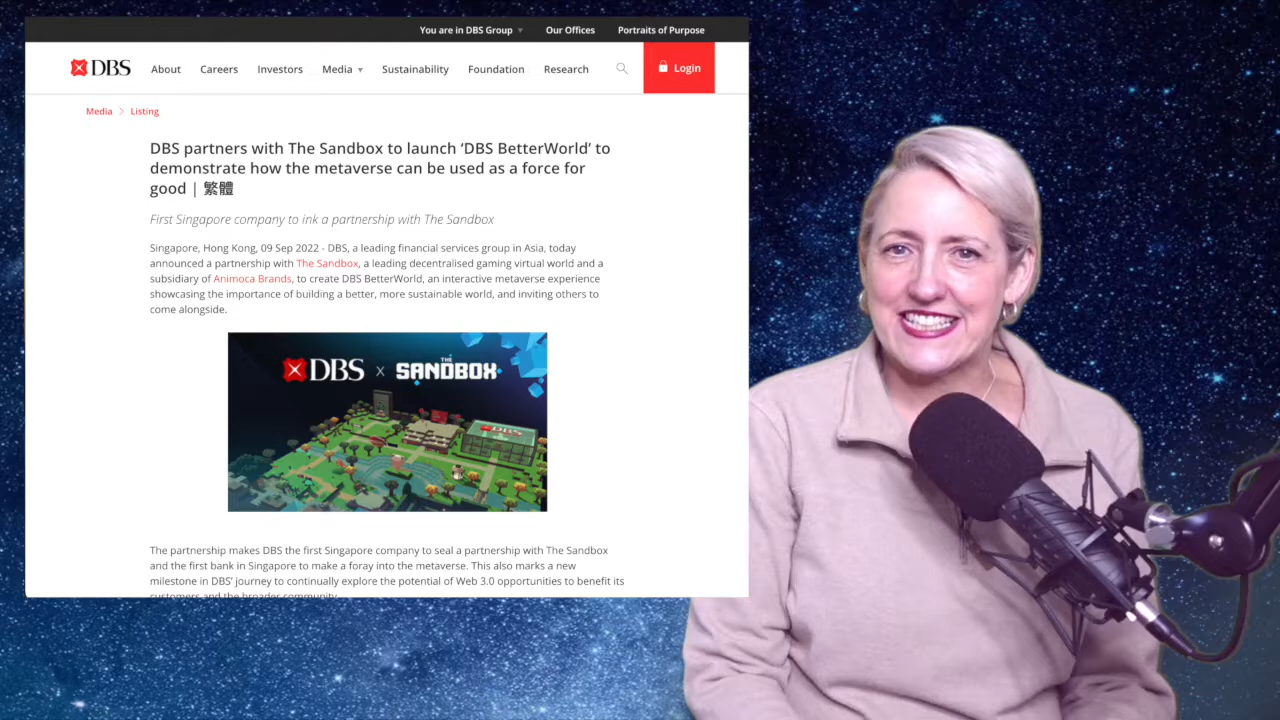 You are in DBS Group Our Offices Portraits of Purpose
DBS About Careers Investors Media Sustainability Foundation Research Login
Media Listing
DBS partners with The Sandbox to launch ‘DBS BetterWorld’ to
demonstrate how the metaverse can be used as a force for
good | 繁體
First Singapore company to ink a partnership with The Sandbox
Singapore, Hong Kong, 09 Sep 2022 - DBS, a leading financial services group in Asia, today
announced a partnership with The Sandbox, a leading decentralised gaming virtual world and a
subsidiary of Animoca Brands, to create DBS BetterWorld, an interactive metaverse experience
showcasing the importance of building a better, more sustainable world, and inviting others to
come alongside.
DBS x THE SANDBOX
DBS
The partnership makes DBS the first Singapore company to seal a partnership with The Sandbox
and the first bank in Singapore to make a foray into the metaverse. This also marks a new
milestone in DBS’ journey to continually explore the potential of Web 3.0 opportunities to benefit its
customers and the broader community.